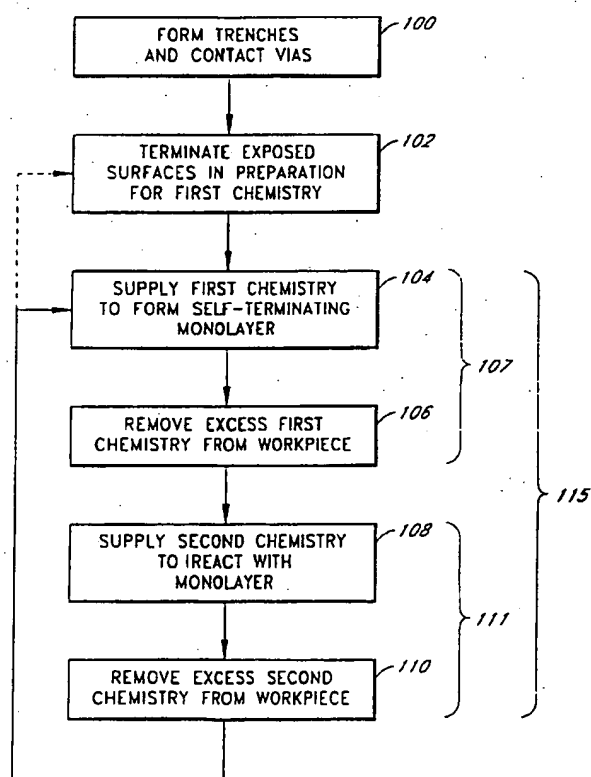 FORM TRENCHES
AND CONTACT VIAS
100
TERMINATE EXPOSED
SURFACES IN PREPARATION
FOR FIRST CHEMISTRY
102
SUPPLY FIRST CHEMISTRY
TO FORM SELF-TERMINATING
MONOLAYER
104
107
REMOVE EXCESS FIRST
CHEMISTRY FROM WORKPIECE
106
115
SUPPLY SECOND CHEMISTRY
TO IREACT WITH
MONOLAYER
108
111
REMOVE EXCESS SECOND
CHEMISTRY FROM WORKPIECE
110